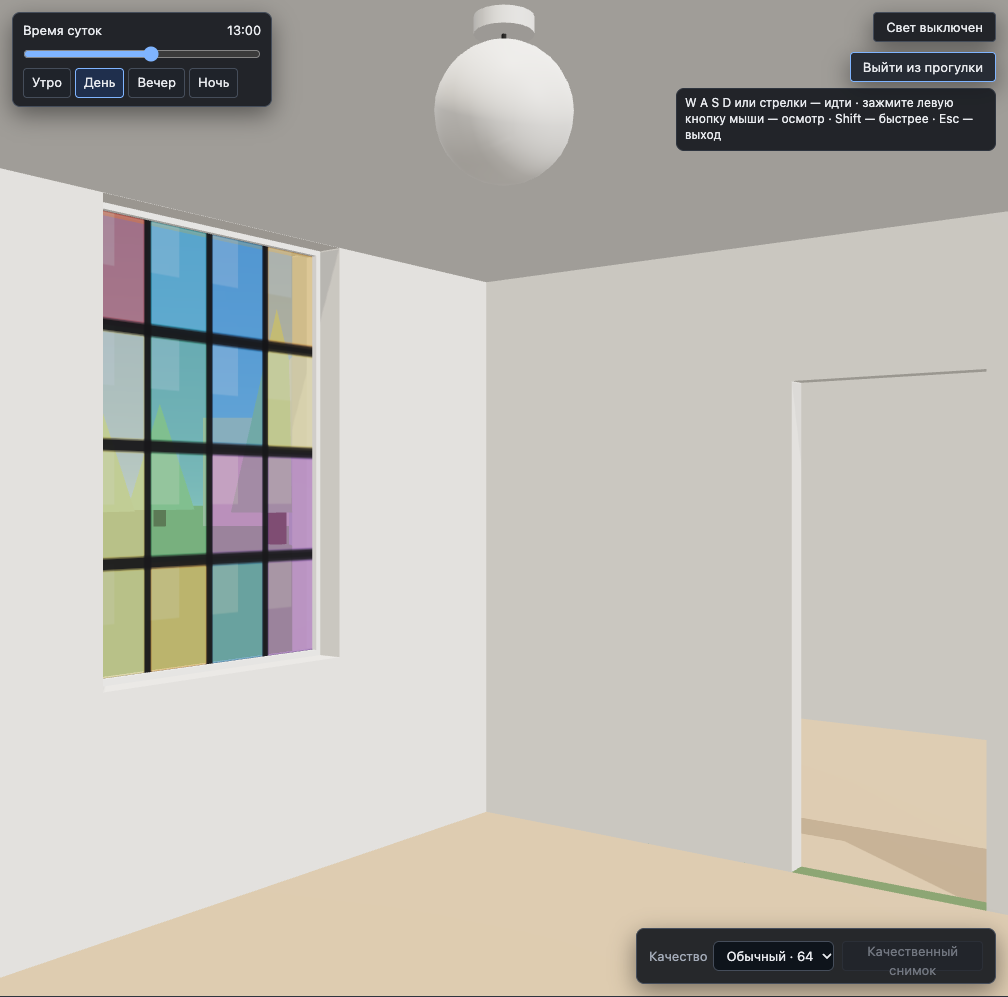 Время суток 13:00
Утро День Вечер Ночь
Свет выключен
Выйти из прогулки
W A S D или стрелки — идти · зажмите левую
кнопку мыши — осмотр · Shift — быстрее · Esc —
выход
Качество Обычный · 64 Качественный
снимок